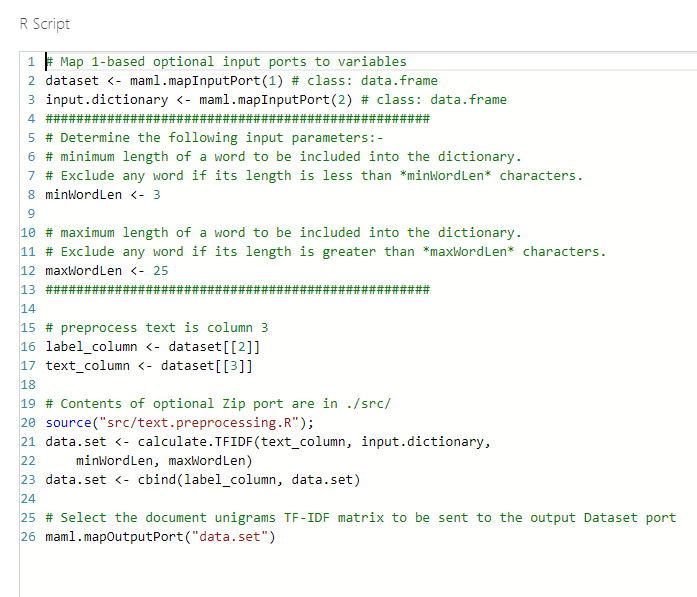 R Script
1 # Map 1-based optional input ports to variables
2 dataset <- maml.mapInputPort(1) # class: data.frame
3 input.dictionary <- maml.mapInputPort(2) # class: data.frame
4 ##################################################
5 # Determine the following input parameters:-
6 # minimum length of a word to be included into the dictionary.
7 # Exclude any word if its length is less than *minWordLen* characters.
8 minWordLen <- 3
9
10 # maximum length of a word to be included into the dictionary.
11 # Exclude any word if its length is greater than *maxWordLen* characters.
12 maxWordLen <- 25
13 ##################################################
14
15 # preprocess text is column 3
16 label_column <- dataset[[2]]
17 text_column <- dataset[[3]]
18
19 # Contents of optional Zip port are in ./src/
20 source("src/text.preprocessing.R");
21 data.set <- calculate.TFIDF(text_column, input.dictionary,
22     minWordLen, maxWordLen)
23 data.set <- cbind(label_column, data.set)
24
25 # Select the document unigrams TF-IDF matrix to be sent to the output Dataset port
26 maml.mapOutputPort("data.set")